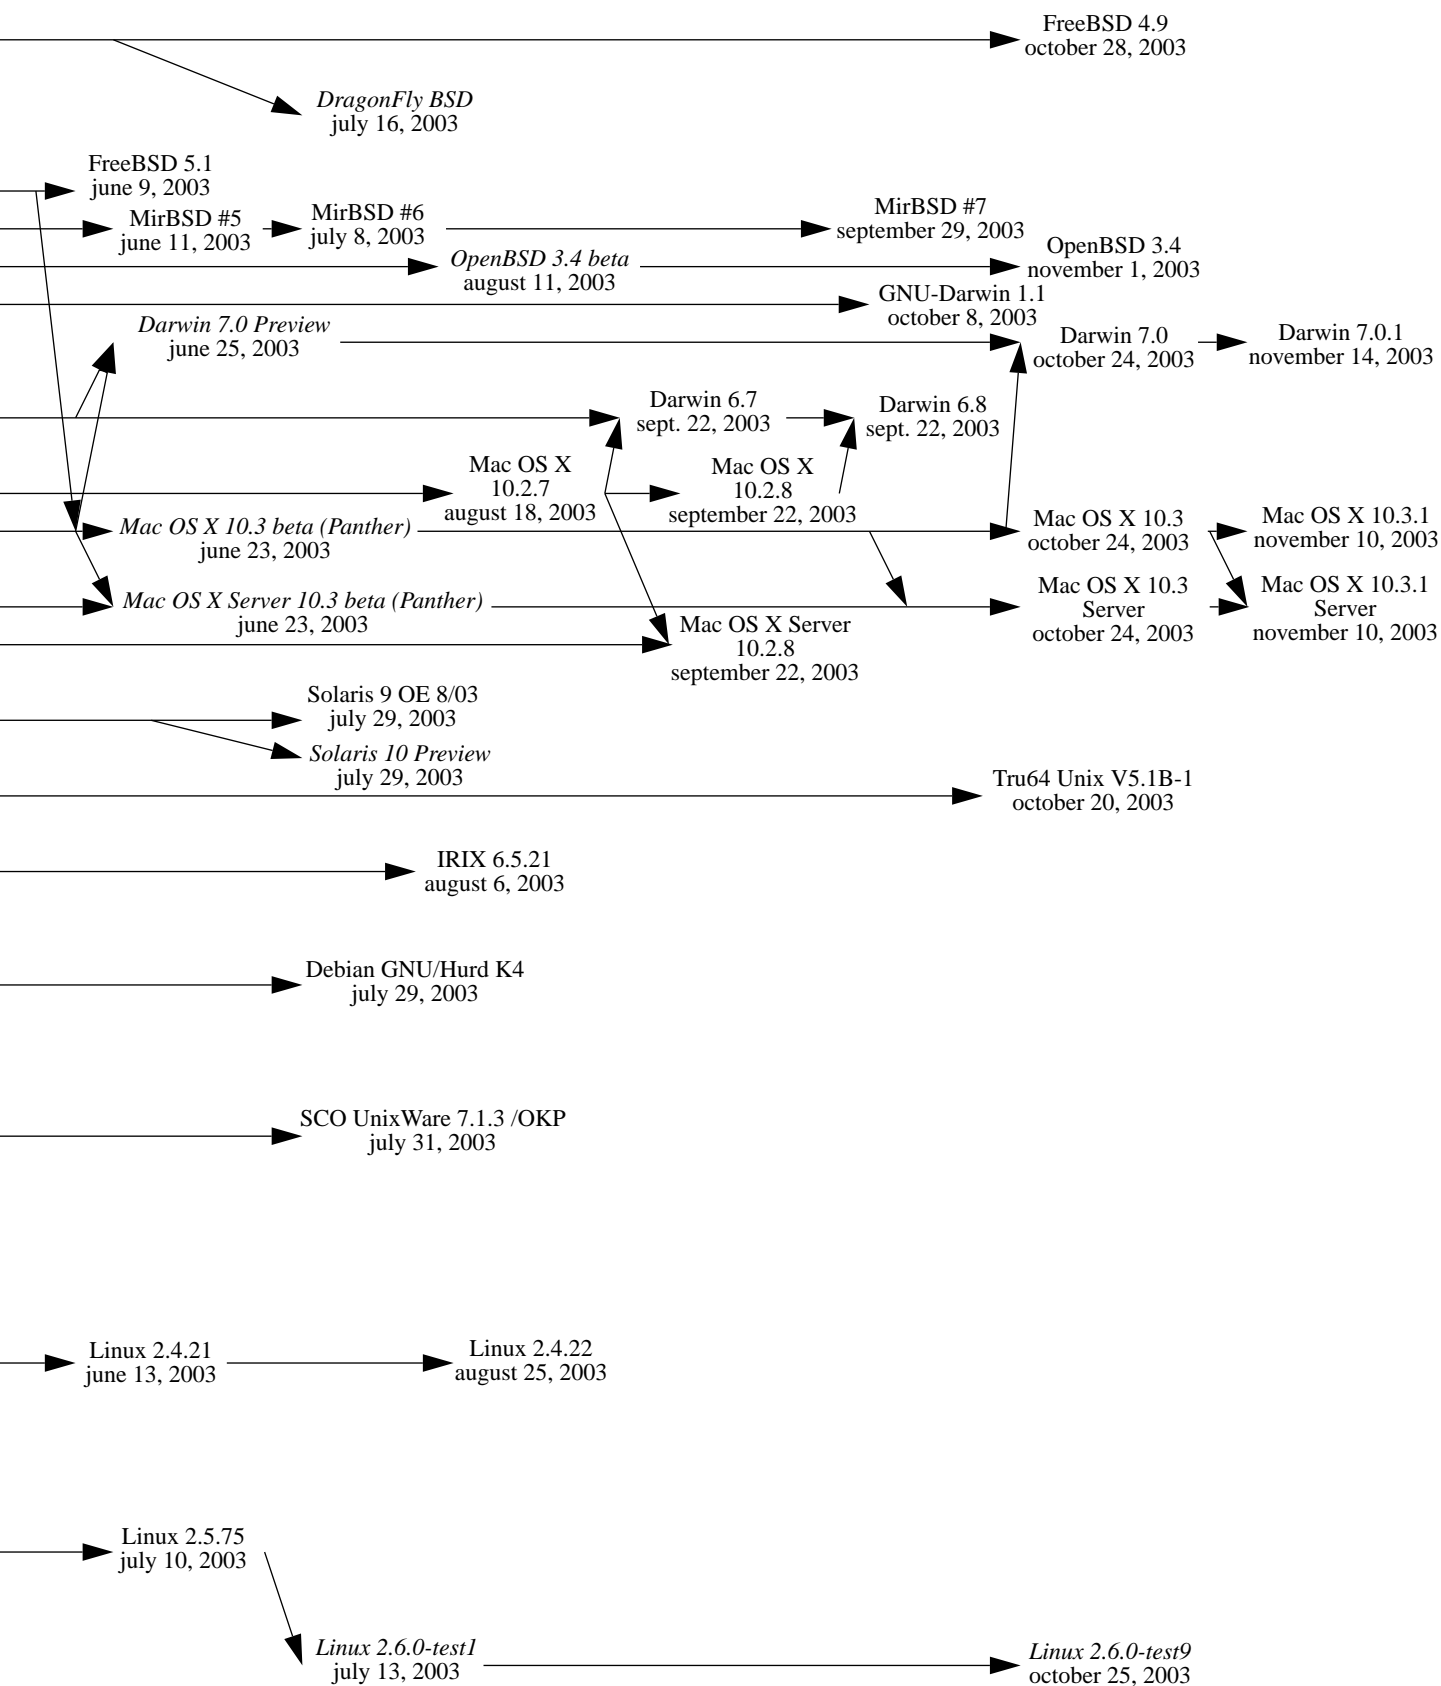 FreeBSD 4.9
october 28, 2003
DragonFly BSD
july 16, 2003
FreeBSD 5.1
june 9, 2003
MirBSD #5
june 11, 2003
MirBSD #6
july 8, 2003
MirBSD #7
september 29, 2003
OpenBSD 3.4 beta
august 11, 2003
OpenBSD 3.4
november 1, 2003
GNU-Darwin 1.1
october 8, 2003
Darwin 7.0 Preview
june 25, 2003
Darwin 7.0
october 24, 2003
Darwin 7.0.1
november 14, 2003
Darwin 6.7
sept. 22, 2003
Darwin 6.8
sept. 22, 2003
Mac OS X
10.2.7
august 18, 2003
Mac OS X
10.2.8
september 22, 2003
Mac OS X 10.3 beta (Panther)
june 23, 2003
Mac OS X 10.3
october 24, 2003
Mac OS X 10.3.1
november 10, 2003
Mac OS X Server 10.3 beta (Panther)
june 23, 2003
Mac OS X 10.3
Server
october 24, 2003
Mac OS X 10.3.1
Server
november 10, 2003
Mac OS X Server
10.2.8
september 22, 2003
Solaris 9 OE 8/03
july 29, 2003
Solaris 10 Preview
july 29, 2003
Tru64 Unix V5.1B-1
october 20, 2003
IRIX 6.5.21
august 6, 2003
Debian GNU/Hurd K4
july 29, 2003
SCO UnixWare 7.1.3 /OKP
july 31, 2003
Linux 2.4.21
june 13, 2003
Linux 2.4.22
august 25, 2003
Linux 2.5.75
july 10, 2003
Linux 2.6.0-test1
july 13, 2003
Linux 2.6.0-test9
october 25, 2003